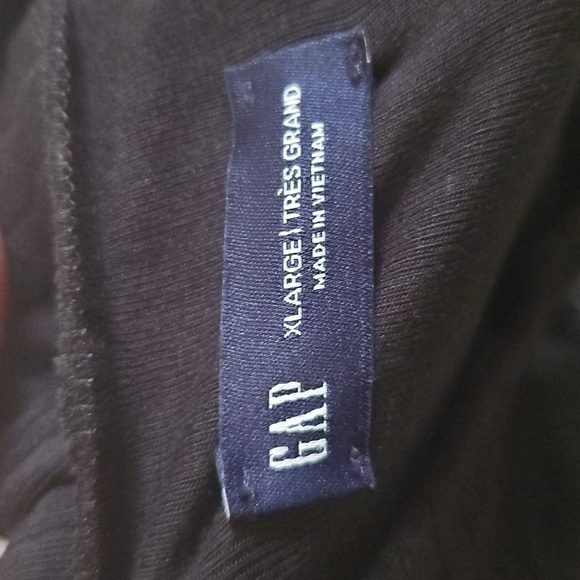 GAP
XLARGE | TRÈS GRAND
MADE IN VIETNAM